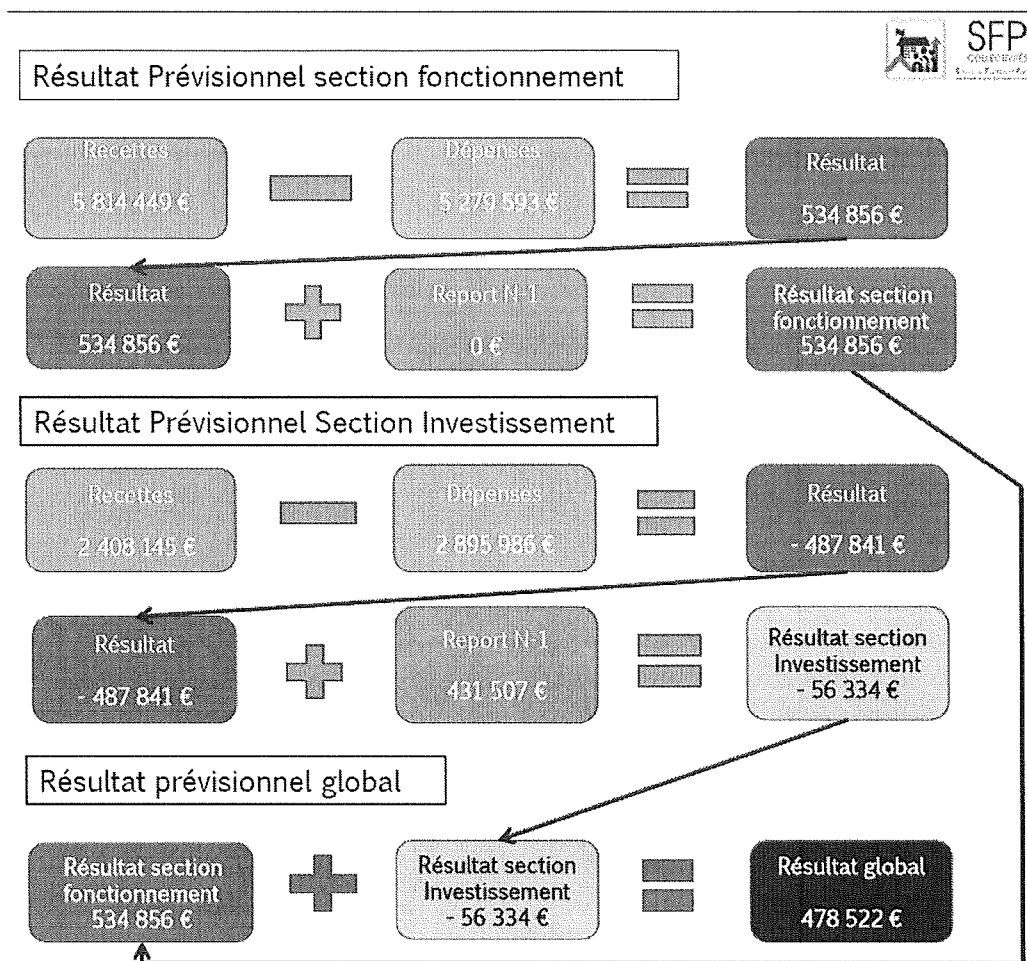 SFP
COLLECTIVITÉS
Résultat Prévisionnel section fonctionnement
Recettes
5 814 449 €
Dépenses
5 279 593 €
Résultat
534 856 €
Résultat
534 856 €
Report N-1
0 €
Résultat section
fonctionnement
534 856 €
Résultat Prévisionnel Section Investissement
Recettes
2 408 145 €
Dépenses
2 895 986 €
Résultat
- 487 841 €
Résultat
- 487 841 €
Report N-1
431 507 €
Résultat section
Investissement
- 56 334 €
Résultat prévisionnel global
Résultat section
fonctionnement
534 856 €
Résultat section
Investissement
- 56 334 €
Résultat global
478 522 €